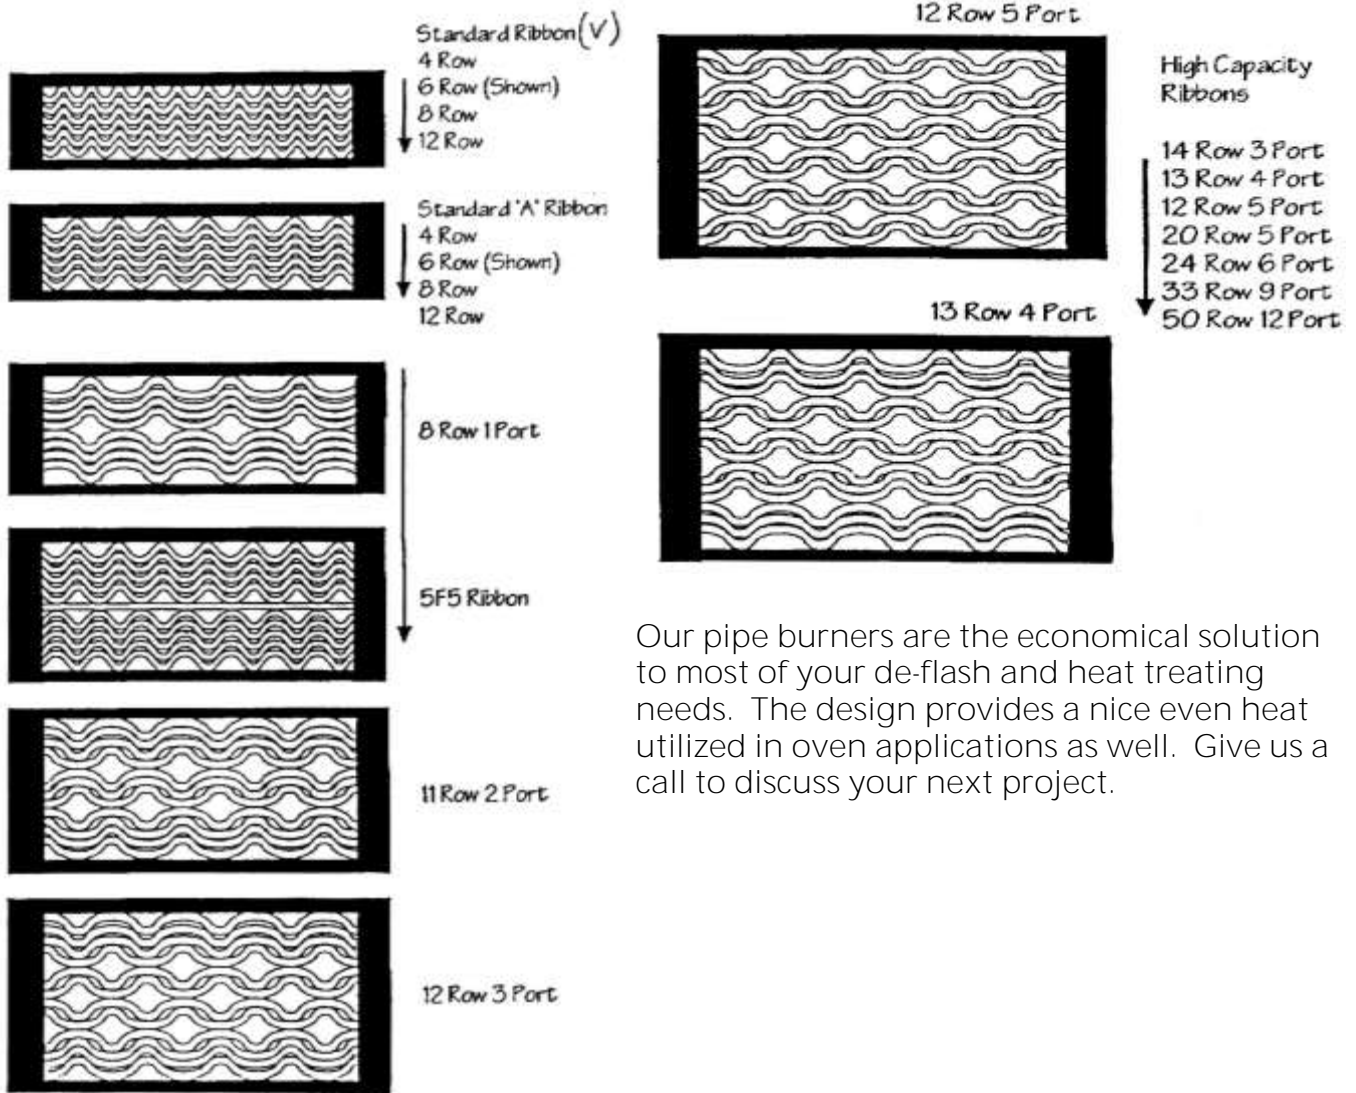 Standard Ribbon (V)
4 Row
6 Row (Shown)
8 Row
12 Row
Standard "A" Ribbon
4 Row
6 Row (Shown)
8 Row
12 Row
8 Row 1 Port
5F5 Ribbon
11 Row 2 Port
12 Row 3 Port
12 Row 5 Port
13 Row 4 Port
High Capacity
Ribbons
14 Row 3 Port
13 Row 4 Port
12 Row 5 Port
20 Row 5 Port
24 Row 6 Port
33 Row 9 Port
50 Row 12 Port
Our pipe burners are the economical solution
to most of your de-flash and heat treating
needs.  The design provides a nice even heat
utilized in oven applications as well.  Give us a
call to discuss your next project.